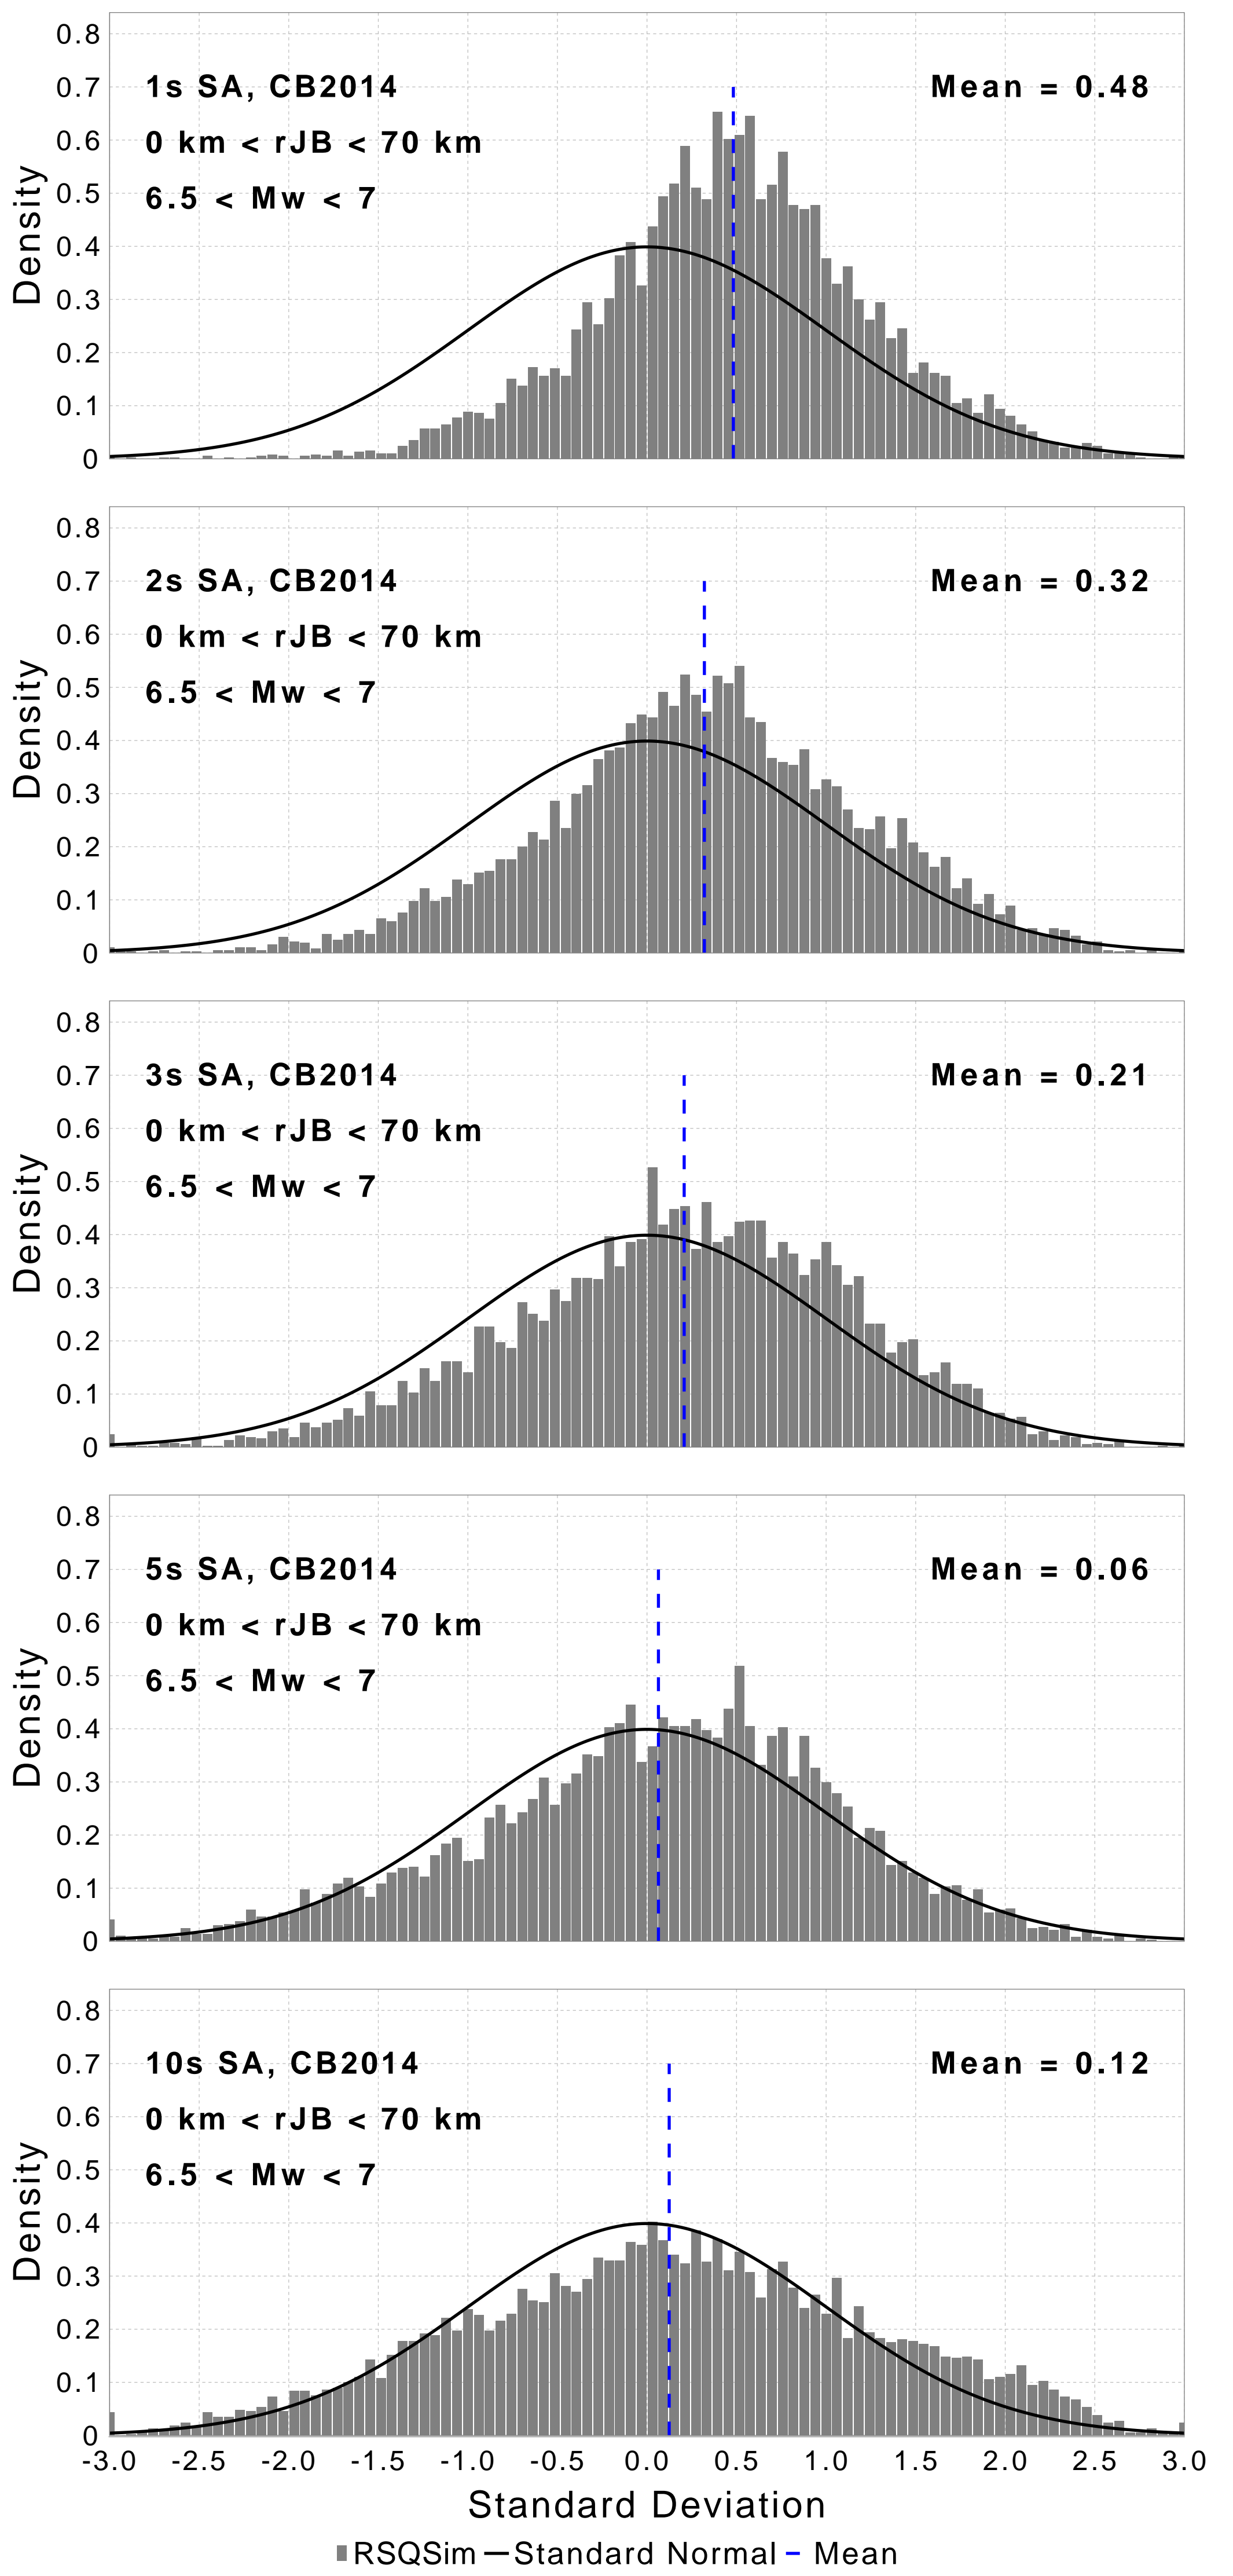 1s SA, CB2014
Mean = 0.48
0 km < rJB < 70 km
6.5 < Mw < 7
Density
0.8
0.7
0.6
0.5
0.4
0.3
0.2
0.1
0
2s SA, CB2014
Mean = 0.32
0 km < rJB < 70 km
6.5 < Mw < 7
Density
0.8
0.7
0.6
0.5
0.4
0.3
0.2
0.1
0
3s SA, CB2014
Mean = 0.21
0 km < rJB < 70 km
6.5 < Mw < 7
Density
0.8
0.7
0.6
0.5
0.4
0.3
0.2
0.1
0
5s SA, CB2014
Mean = 0.06
0 km < rJB < 70 km
6.5 < Mw < 7
Density
0.8
0.7
0.6
0.5
0.4
0.3
0.2
0.1
0
10s SA, CB2014
Mean = 0.12
0 km < rJB < 70 km
6.5 < Mw < 7
Density
0.8
0.7
0.6
0.5
0.4
0.3
0.2
0.1
0
-3.0 -2.5 -2.0 -1.5 -1.0 -0.5 0.0 0.5 1.0 1.5 2.0 2.5 3.0
Standard Deviation
RSQSim Standard Normal Mean